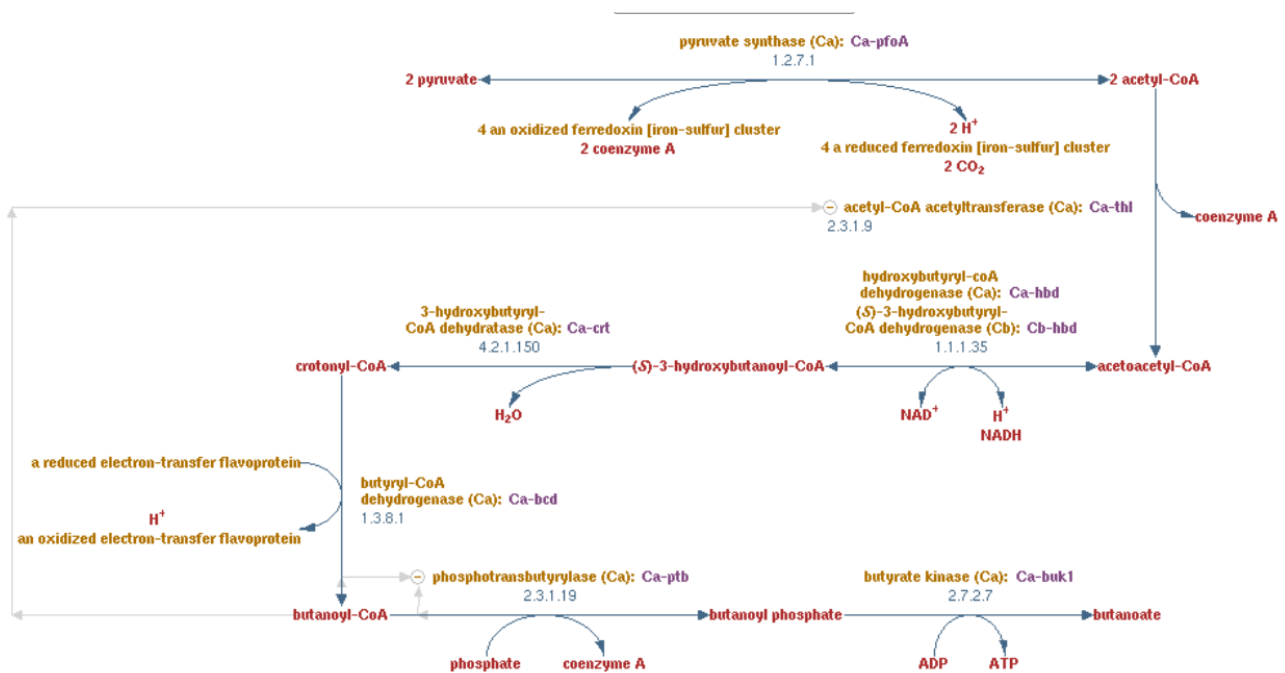 pyruvate synthase (Ca): Ca-pfoA
1.2.7.1
2 pyruvate
2 acetyl-CoA
4 an oxidized ferredoxin [iron-sulfur] cluster
2 coenzyme A
2 H⁺
4 a reduced ferredoxin [iron-sulfur] cluster
2 CO₂
− acetyl-CoA acetyltransferase (Ca): Ca-thl
2.3.1.9
coenzyme A
hydroxybutyryl-coA
dehydrogenase (Ca): Ca-hbd
(S)-3-hydroxybutyryl-
CoA dehydrogenase (Cb): Cb-hbd
1.1.1.35
3-hydroxybutyryl-
CoA dehydratase (Ca): Ca-crt
4.2.1.150
crotonyl-CoA
(S)-3-hydroxybutanoyl-CoA
acetoacetyl-CoA
H₂O
NAD⁺
H⁺
NADH
a reduced electron-transfer flavoprotein
butyryl-CoA
dehydrogenase (Ca): Ca-bcd
1.3.8.1
H⁺
an oxidized electron-transfer flavoprotein
− phosphotransbutyrylase (Ca): Ca-ptb
2.3.1.19
butyrate kinase (Ca): Ca-buk1
2.7.2.7
butanoyl-CoA
butanoyl phosphate
butanoate
phosphate
coenzyme A
ADP
ATP